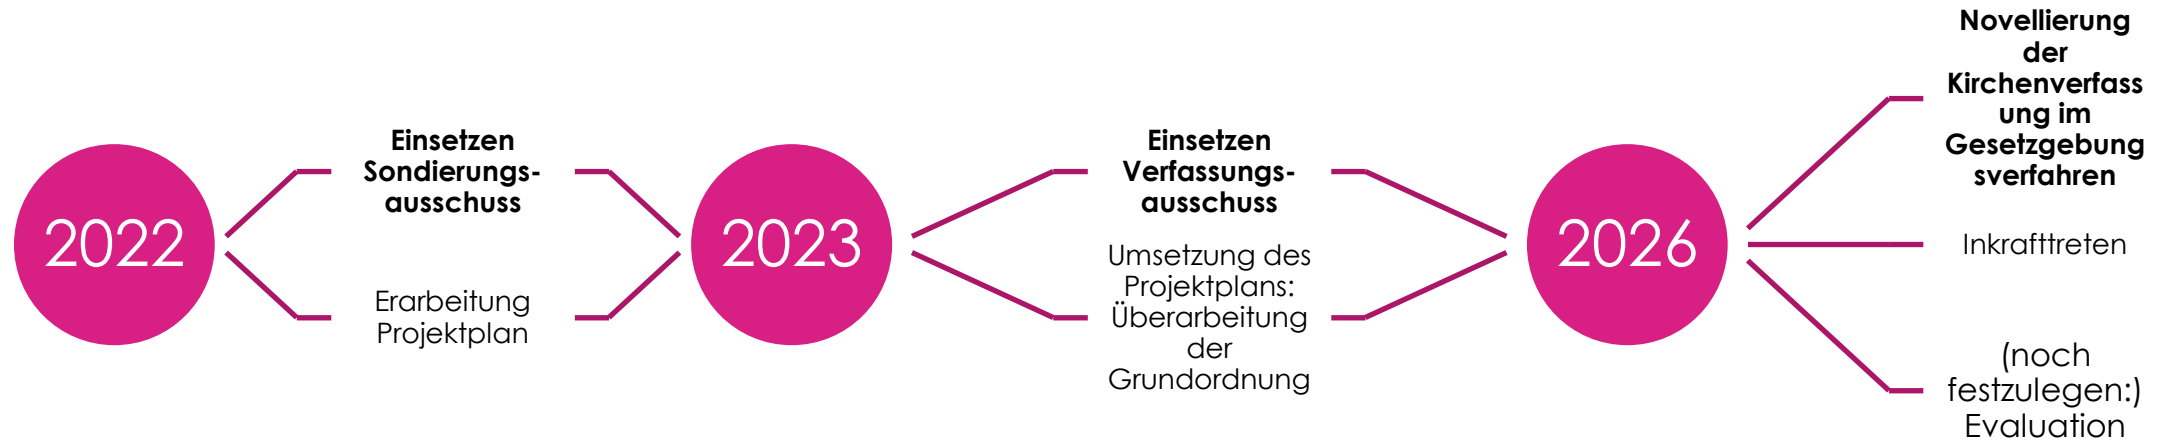 2022
Einsetzen
Sondierungs-
ausschuss
Erarbeitung
Projektplan
2023
Einsetzen
Verfassungs-
ausschuss
Umsetzung des
Projektplans:
Überarbeitung
der
Grundordnung
2026
Novellierung
der
Kirchenverfass
ung im
Gesetzgebung
sverfahren
Inkrafttreten
(noch
festzulegen:)
Evaluation